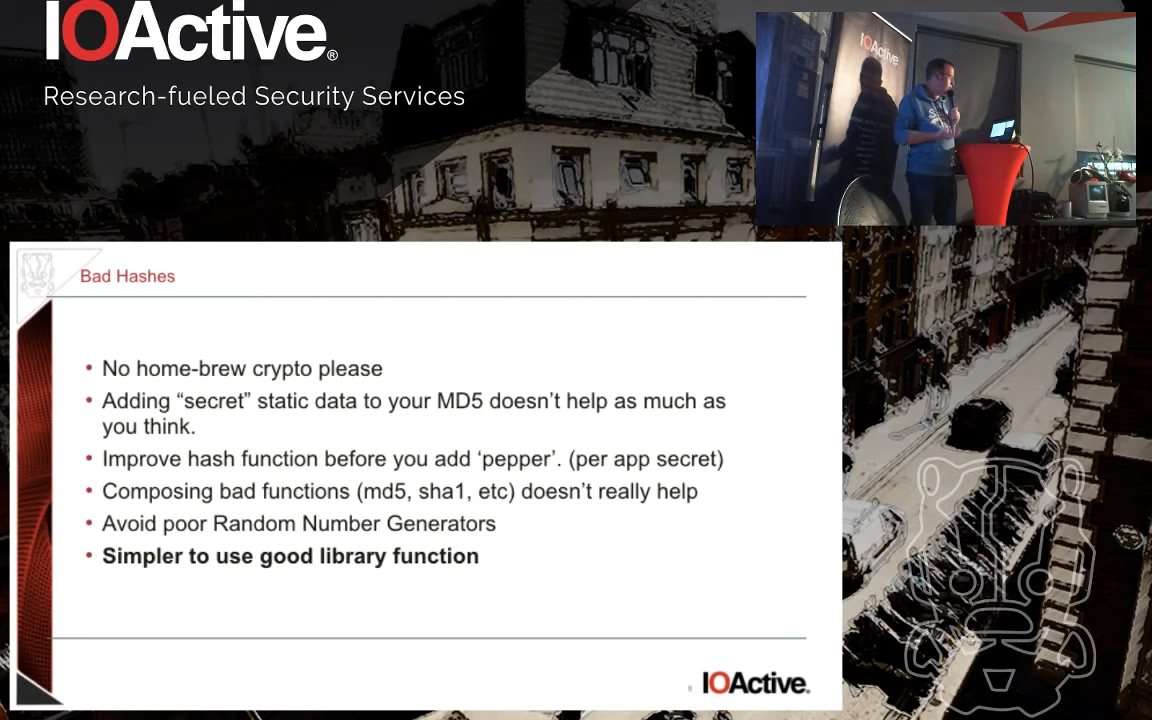 IOActive®
Research-fueled Security Services
IOActive
Bad Hashes
• No home-brew crypto please
• Adding “secret” static data to your MD5 doesn’t help as much as
you think.
• Improve hash function before you add ‘pepper’. (per app secret)
• Composing bad functions (md5, sha1, etc) doesn’t really help
• Avoid poor Random Number Generators
• Simpler to use good library function
8
IOActive.